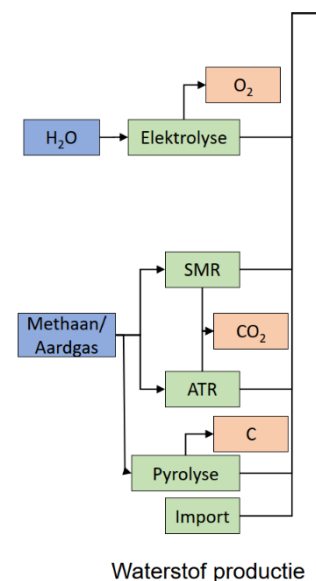 O₂
H₂O
Elektrolyse
SMR
Methaan/
Aardgas
CO₂
ATR
C
Pyrolyse
Import
Waterstof productie